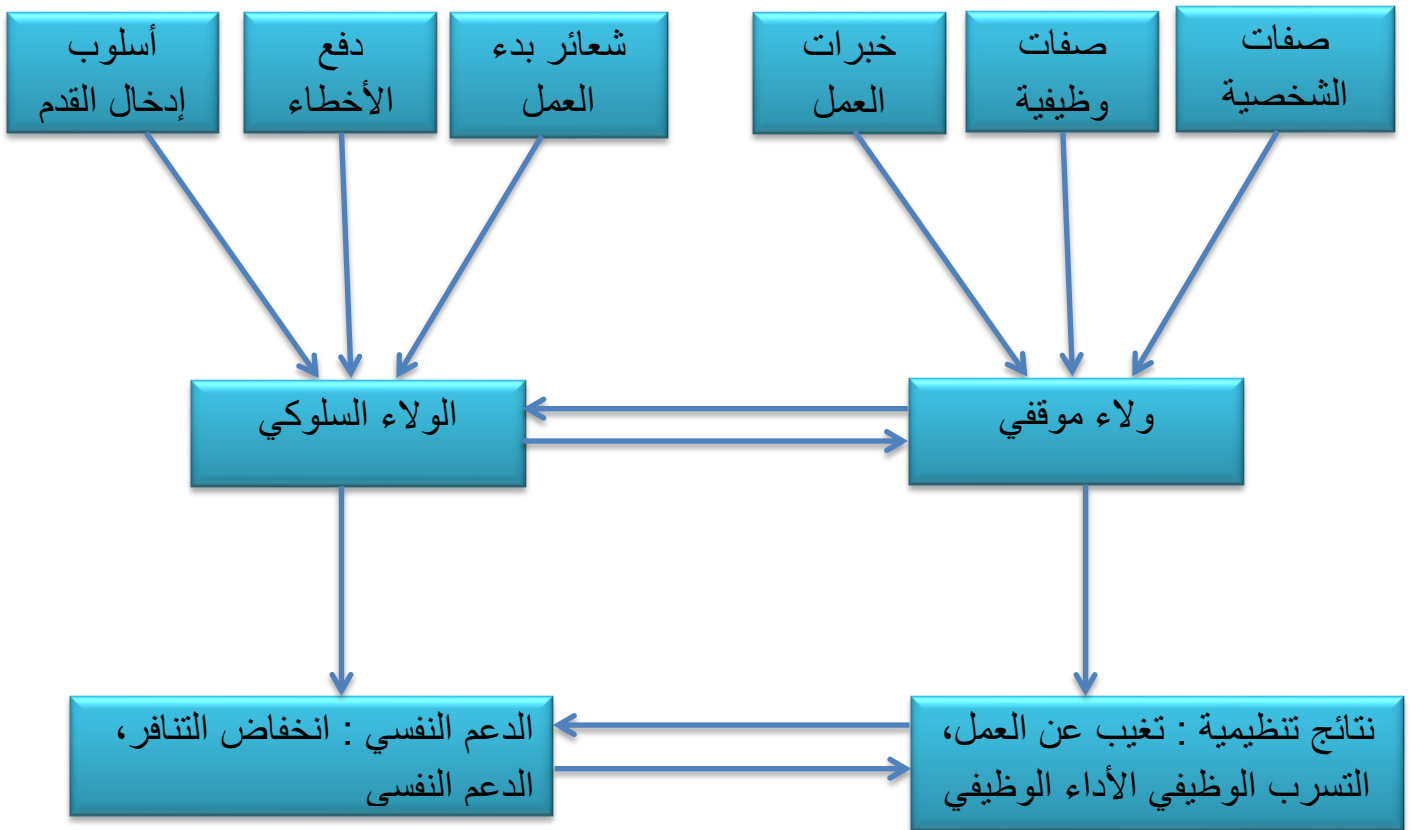 صفات
الشخصية
صفات
وظيفية
خبرات
العمل
شعائر بدء
العمل
دفع
الأخطاء
أسلوب
إدخال القدم
ولاء موقفي
الولاء السلوكي
نتائج تنظيمية : تغيب عن العمل،
التسرب الوظيفي الأداء الوظيفي
الدعم النفسي : انخفاض التنافر،
الدعم النفسي